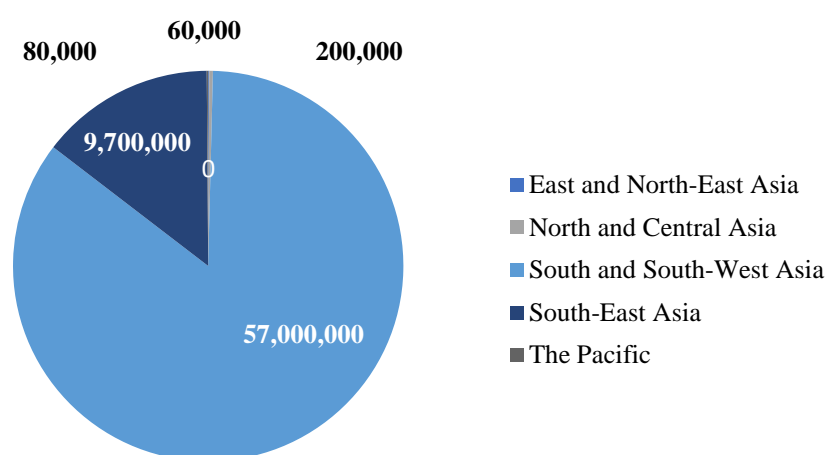 60,000
80,000
200,000
9,700,000
0
57,000,000
East and North-East Asia
North and Central Asia
South and South-West Asia
South-East Asia
The Pacific